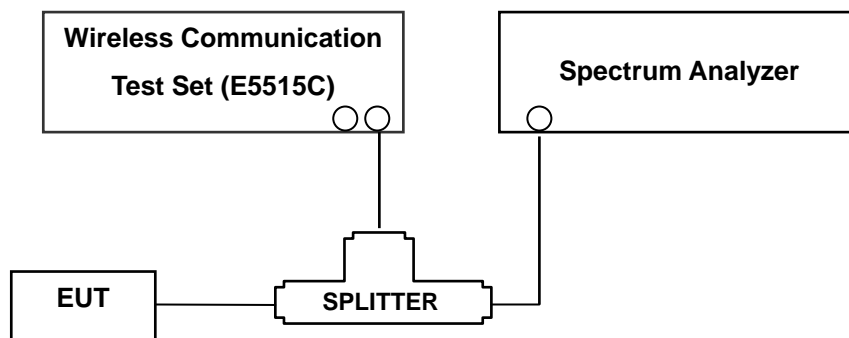 Wireless Communication
Test Set (E5515C)
Spectrum Analyzer
EUT
SPLITTER